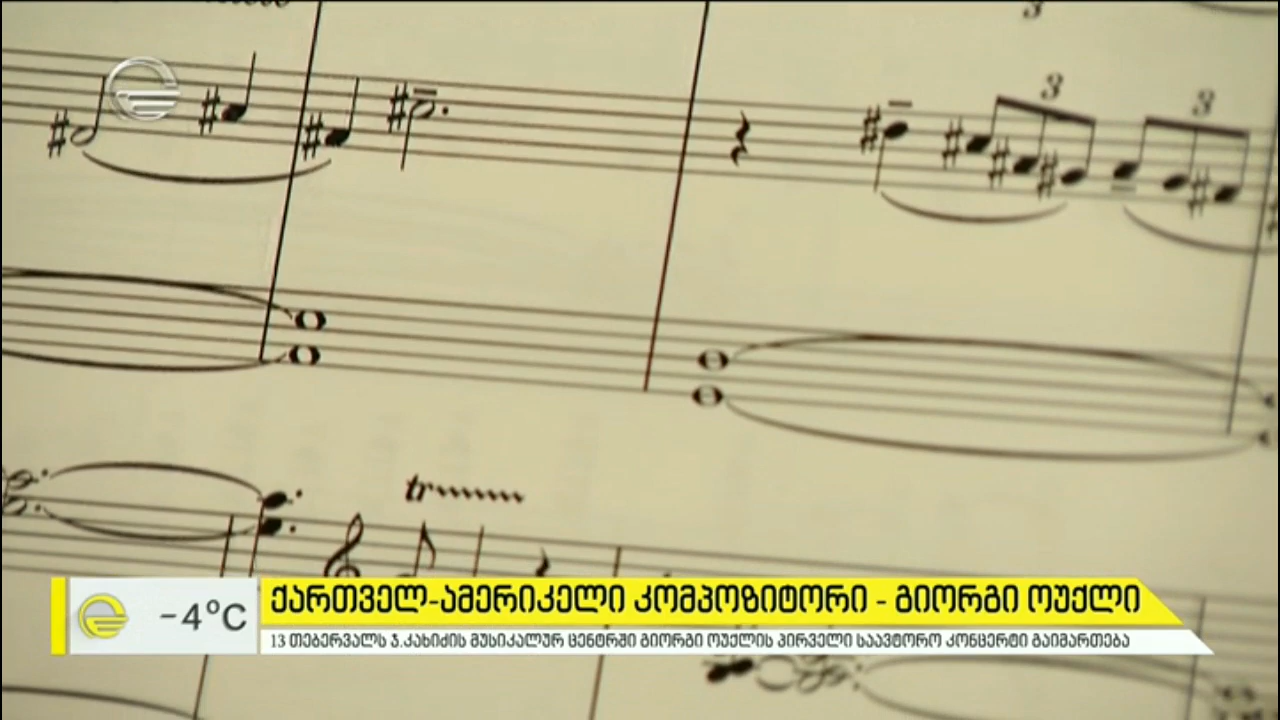 3
3
3
tr
-4°C
ქართველ-ამერიკელი კომპოზიტორი - გიორგი ოუქლი
13 თებერვალს ჯ.კახიძის მუსიკალურ ცენტრში გიორგი ოუქლის პირველი საავტორო კონცერტი გაიმართება